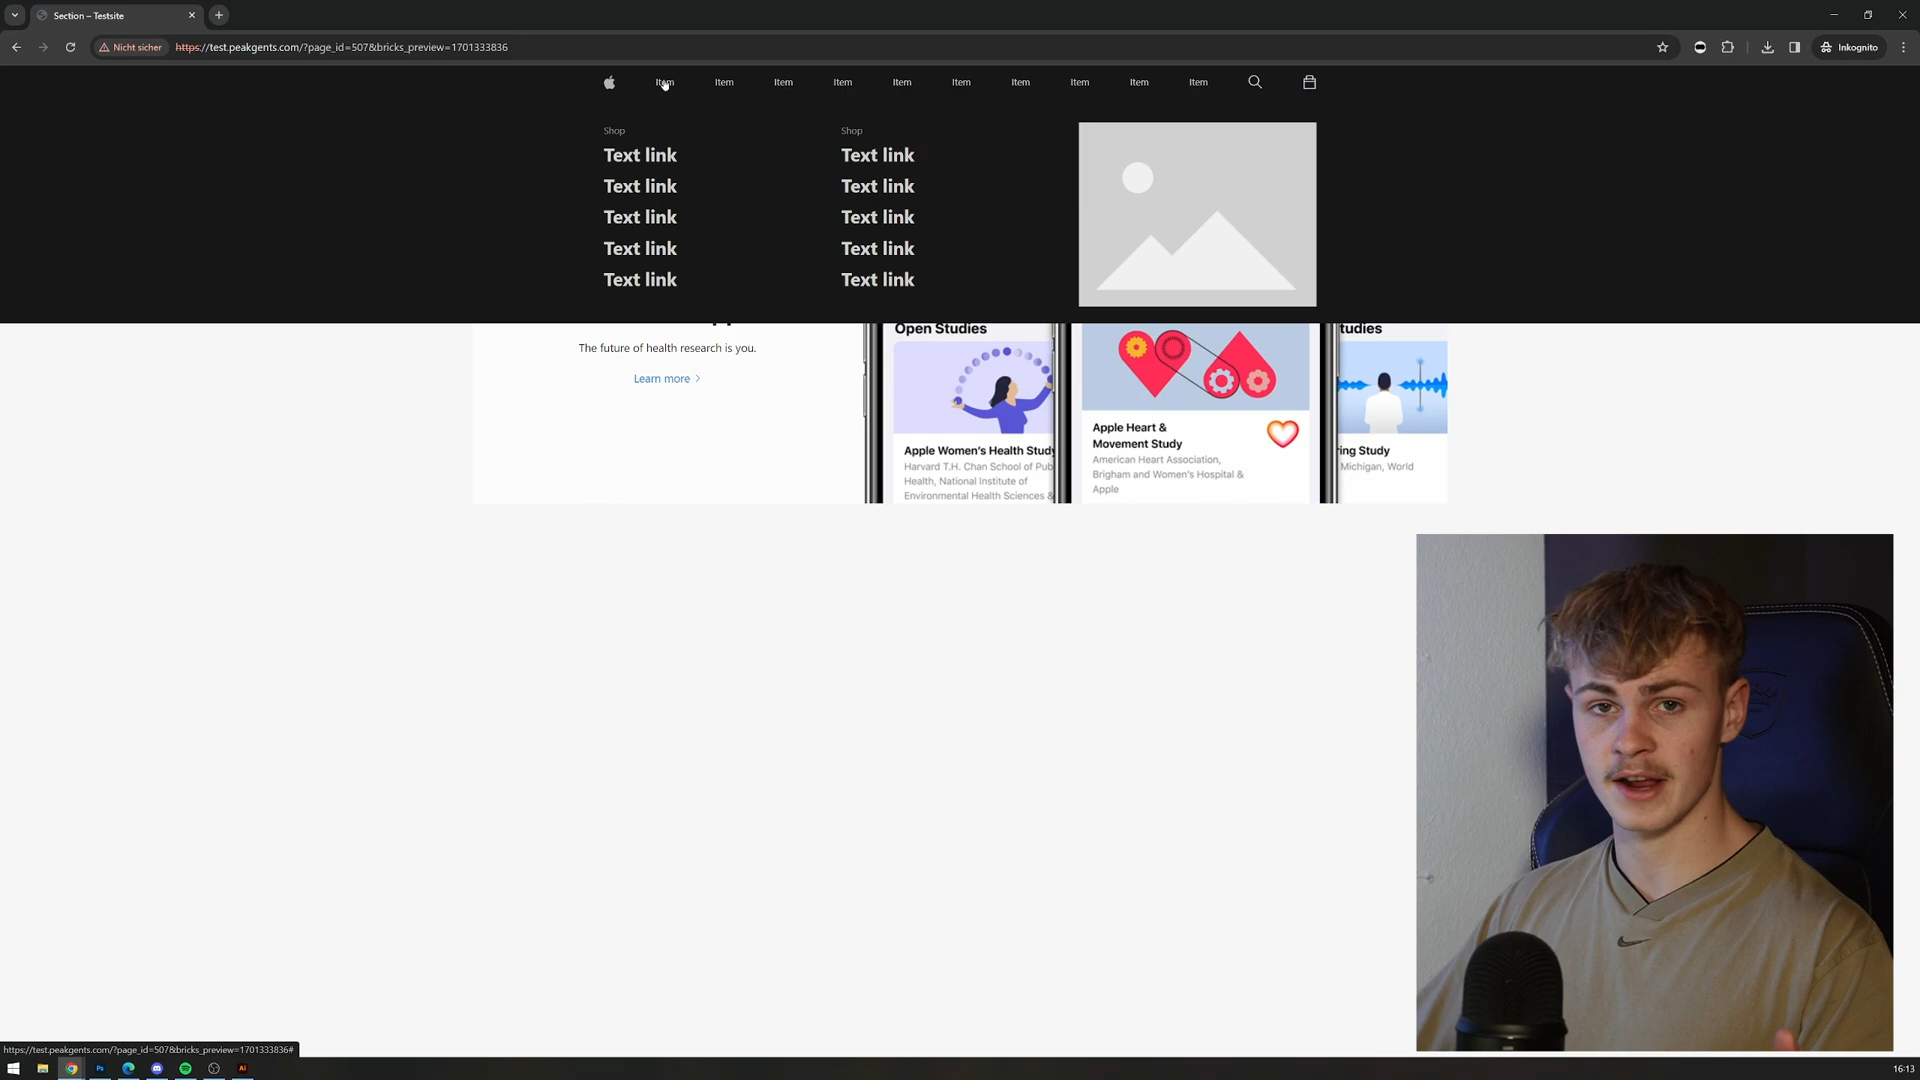 Section – Testsite
Nicht sicher
https://test.peakgents.com/?page_id=507&bricks_preview=1701333836
Inkognito
Item Item Item Item Item Item Item Item Item Item
Shop
Text link
Text link
Text link
Text link
Text link
Shop
Text link
Text link
Text link
Text link
Text link
The future of health research is you.
Learn more
Open Studies
Apple Women's Health Study
Harvard T.H. Chan School of Pub
Health, National Institute of
Environmental Health Sciences &
Apple Heart &
Movement Study
American Heart Association,
Brigham and Women's Hospital &
Apple
tudies
ring Study
Michigan, World
https://test.peakgents.com/?page_id=507&bricks_preview=1701333836#
Ps
Ai
16:13